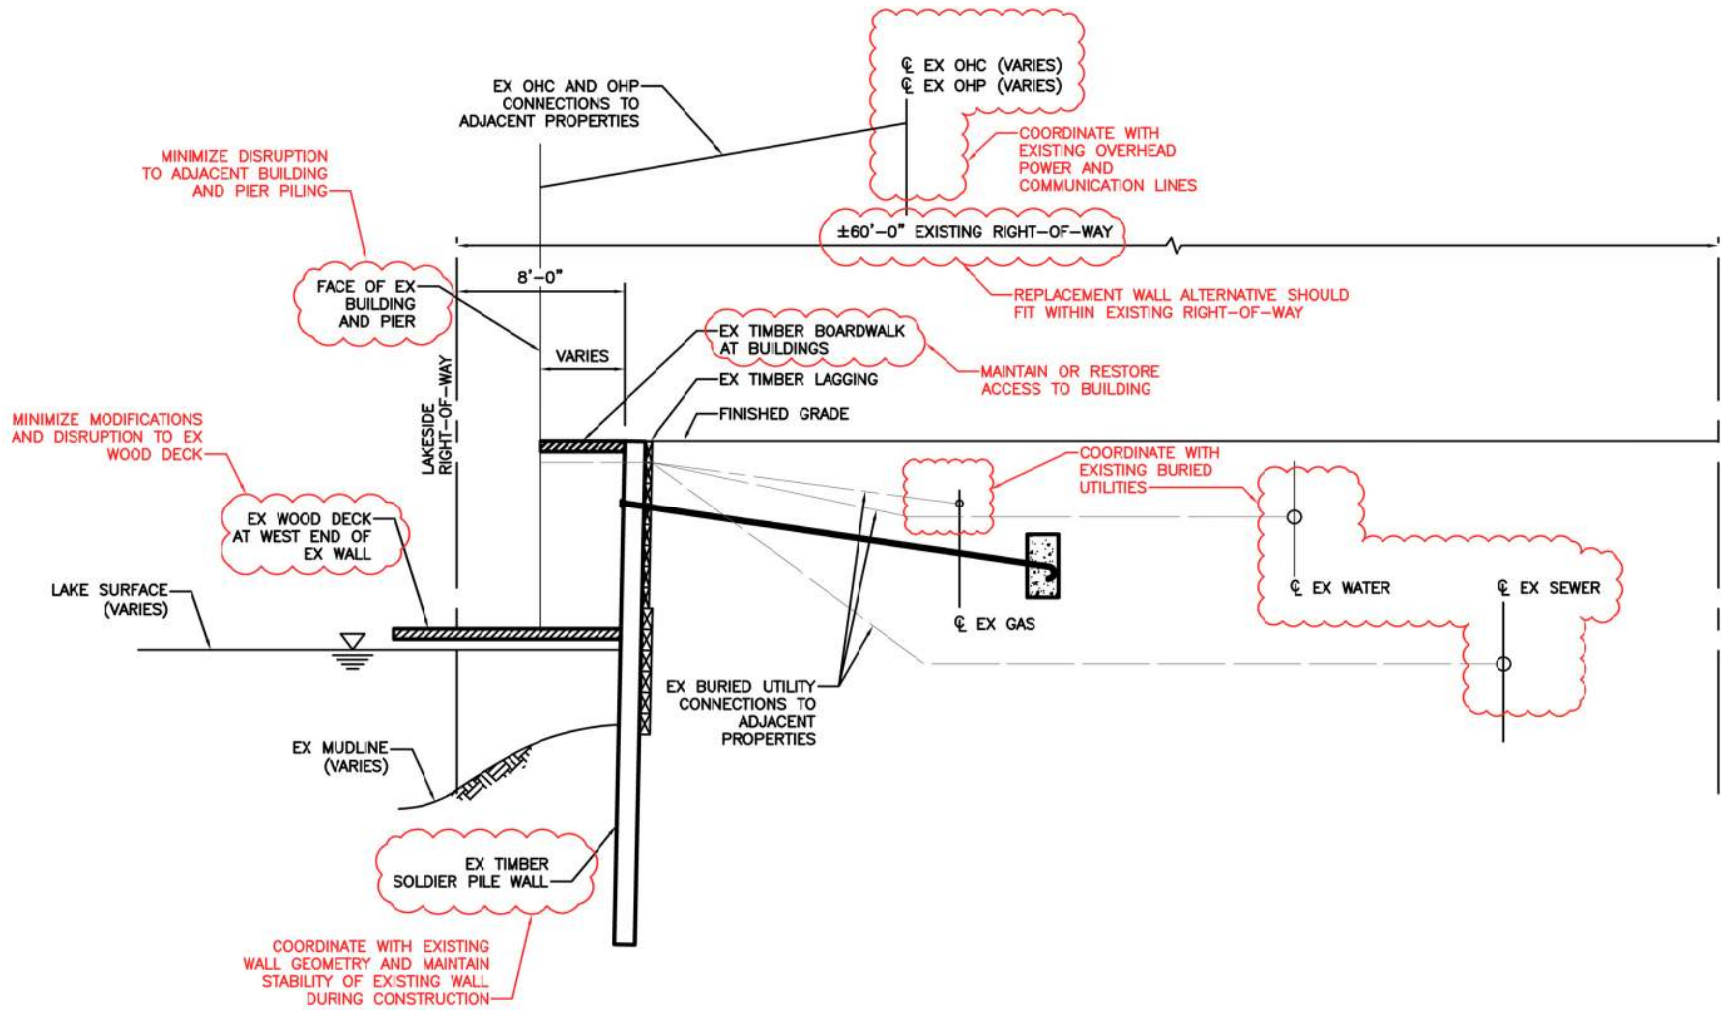 ℄ EX OHC (VARIES)
℄ EX OHP (VARIES)
EX OHC AND OHP
CONNECTIONS TO
ADJACENT PROPERTIES
COORDINATE WITH
EXISTING OVERHEAD
POWER AND
COMMUNICATION LINES
MINIMIZE DISRUPTION
TO ADJACENT BUILDING
AND PIER PILING
±60'-0" EXISTING RIGHT-OF-WAY
8'-0"
FACE OF EX
BUILDING
AND PIER
REPLACEMENT WALL ALTERNATIVE SHOULD
FIT WITHIN EXISTING RIGHT-OF-WAY
EX TIMBER BOARDWALK
AT BUILDINGS
VARIES
EX TIMBER LAGGING
MAINTAIN OR RESTORE
ACCESS TO BUILDING
FINISHED GRADE
LAKESIDE
RIGHT-OF-WAY
MINIMIZE MODIFICATIONS
AND DISRUPTION TO EX
WOOD DECK
COORDINATE WITH
EXISTING BURIED
UTILITIES
EX WOOD DECK
AT WEST END OF
EX WALL
LAKE SURFACE
(VARIES)
℄ EX WATER
℄ EX SEWER
℄ EX GAS
EX BURIED UTILITY
CONNECTIONS TO
ADJACENT
PROPERTIES
EX MUDLINE
(VARIES)
EX TIMBER
SOLDIER PILE WALL
COORDINATE WITH EXISTING
WALL GEOMETRY AND MAINTAIN
STABILITY OF EXISTING WALL
DURING CONSTRUCTION